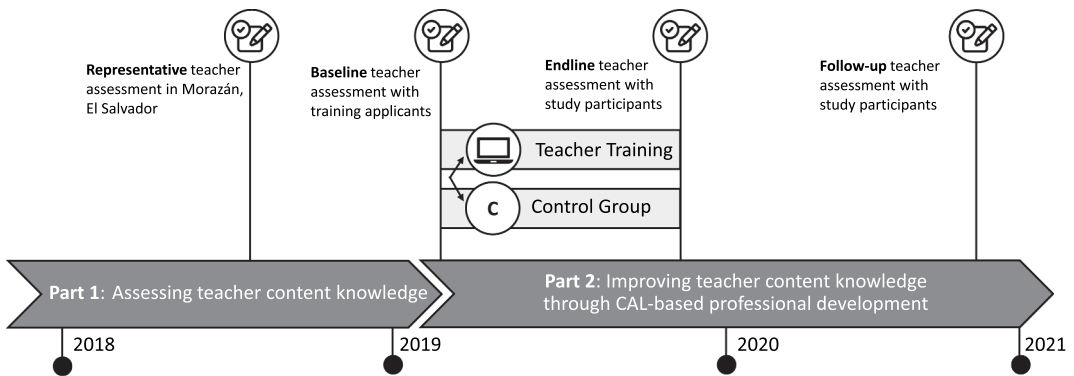 Representative teacher
assessment in Morazán,
El Salvador
Baseline teacher
assessment with
training applicants
Endline teacher
assessment with
study participants
Follow-up teacher
assessment with
study participants
Teacher Training
C Control Group
Part 1: Assessing teacher content knowledge
Part 2: Improving teacher content knowledge
through CAL-based professional development
2018
2019
2020
2021